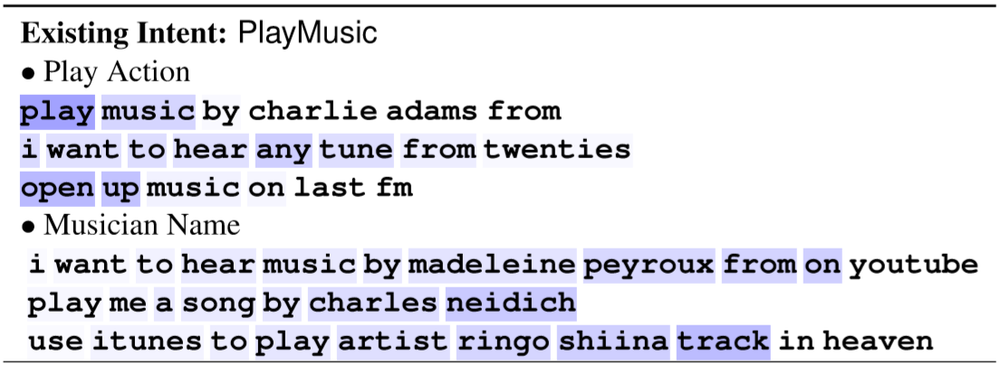 Existing Intent: PlayMusic
• Play Action
play music by charlie adams from
i want to hear any tune from twenties
open up music on last fm
• Musician Name
i want to hear music by madeleine peyroux from on youtube
play me a song by charles neidich
use itunes to play artist ringo shiina track in heaven